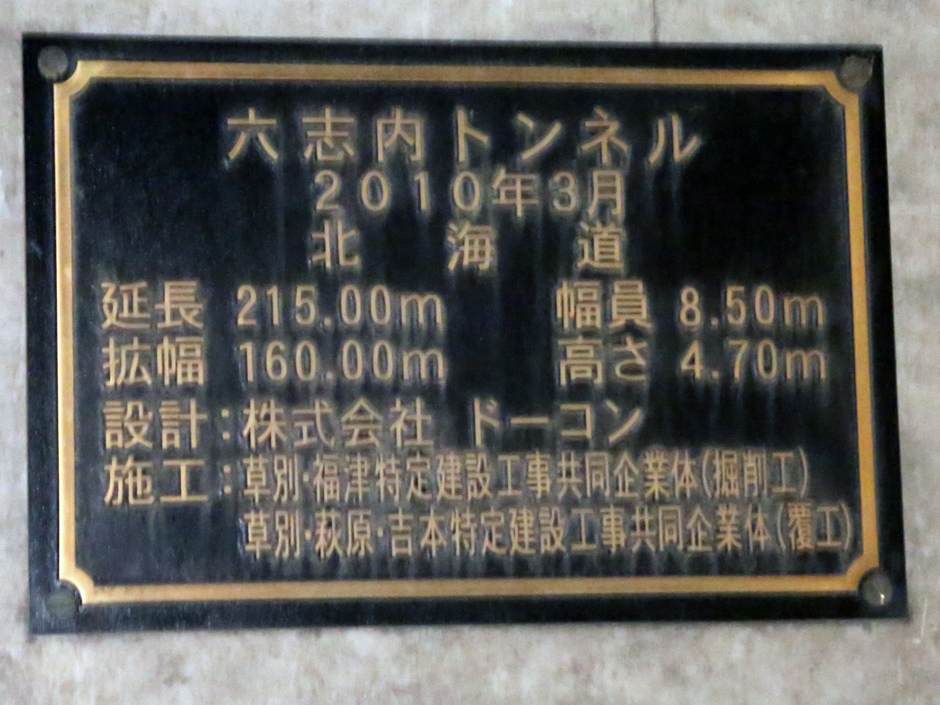 六志内トンネル
2010年3月
北海道
延長 215.00m 幅員 8.50m
拡幅 160.00m 高さ 4.70m
設計：株式会社 ドーコン
施工：草別・福津特定建設工事共同企業体(掘削工)
草別・萩原・吉本特定建設工事共同企業体(覆工)